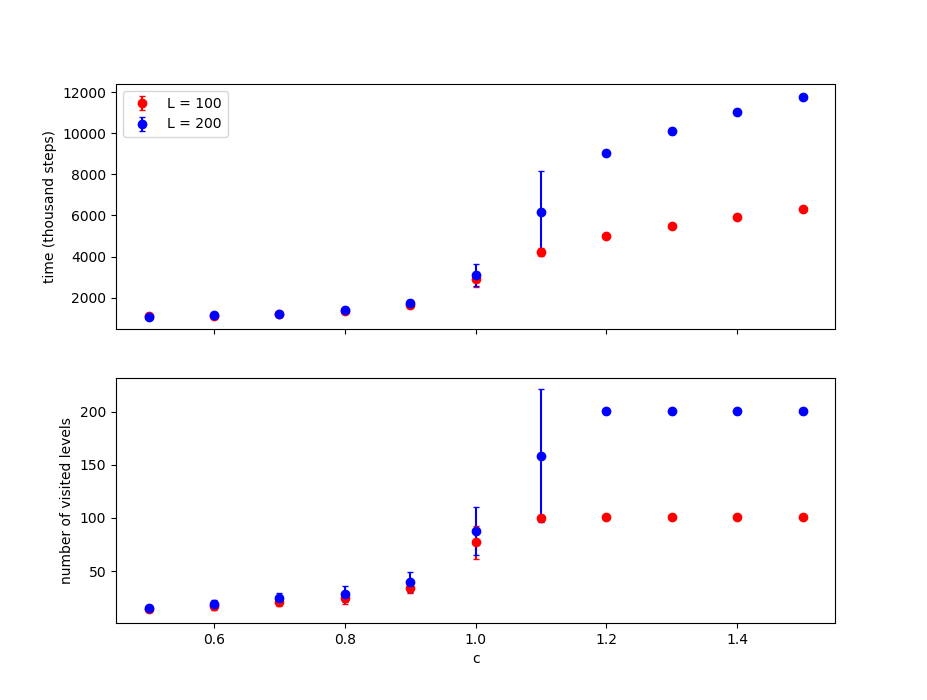 12000
10000
8000
6000
4000
2000
time (thousand steps)
L = 100
L = 200
200
150
100
50
number of visited levels
0.6 0.8 1.0 1.2 1.4
c